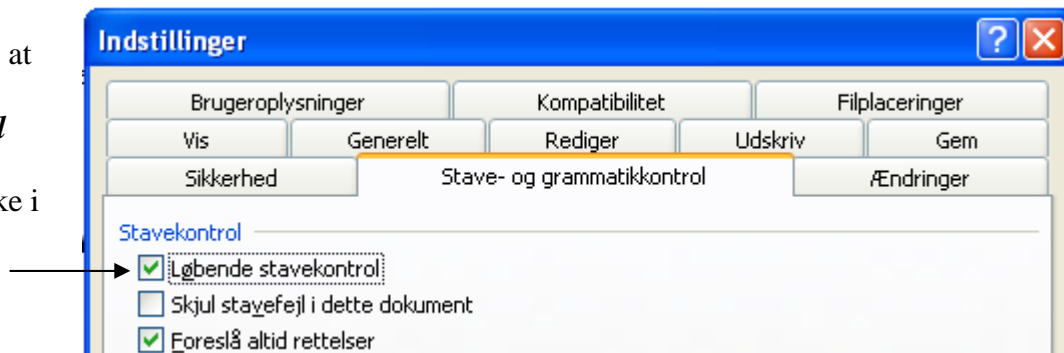 Indstillinger
at
Brugeroplysninger Kompatibilitet Filplaceringer
Vis Generelt Rediger Udskriv Gem
Sikkerhed Stave- og grammatikkontrol Ændringer
i
Stavekontrol
Løbende stavekontrol
Skjul stavefejl i dette dokument
Foreslå altid rettelser